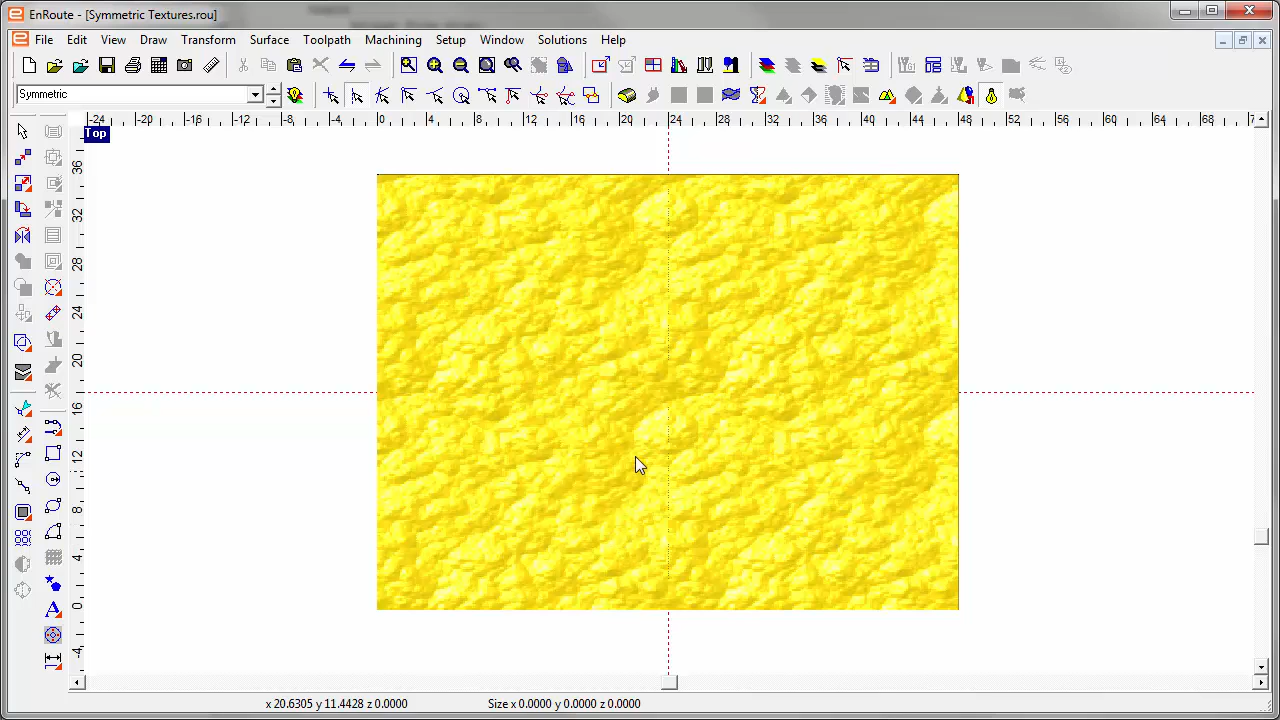 EnRoute - [Symmetric Textures.rou]
File Edit View Draw Transform Surface Toolpath Machining Setup Window Solutions Help
Symmetric
-24 -20 -16 -12 -8 -4 0 4 8 12 16 20 24 28 32 36 40 44 48 52 56 60 64 68 7
Top
36
32
28
24
20
16
12
8
4
0
-4
x 20.6305 y 11.4428 z 0.0000 Size x 0.0000 y 0.0000 z 0.0000